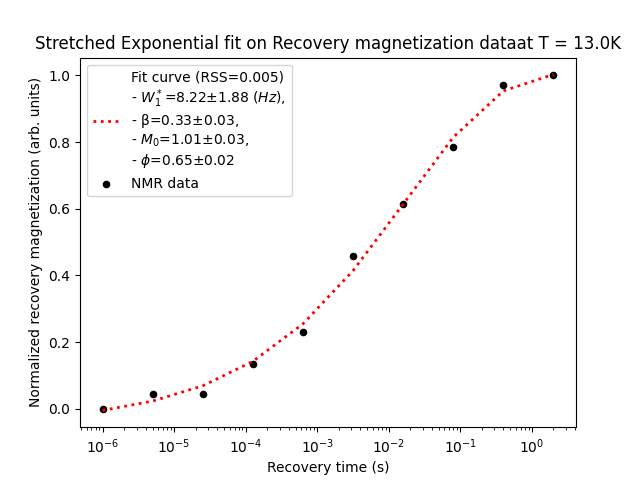 Stretched Exponential fit on Recovery magnetization dataat T = 13.0K
Normalized recovery magnetization (arb. units)
1.0
0.8
0.6
0.4
0.2
0.0
Fit curve (RSS=0.005)
- W₁*=8.22±1.88 (Hz),
- β=0.33±0.03,
- M₀=1.01±0.03,
- ϕ=0.65±0.02
NMR data
10⁻⁶ 10⁻⁵ 10⁻⁴ 10⁻³ 10⁻² 10⁻¹ 10⁰
Recovery time (s)